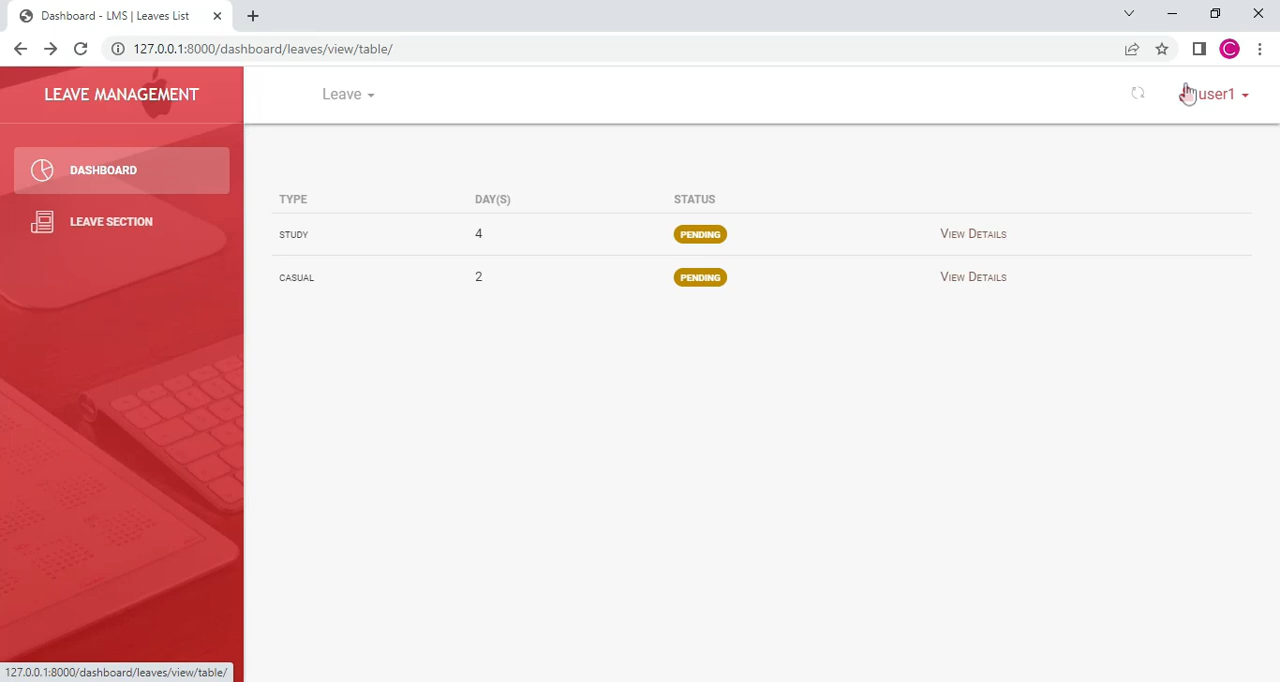 Dashboard - LMS | Leaves List
127.0.0.1:8000/dashboard/leaves/view/table/
C
LEAVE MANAGEMENT
Leave
user1
DASHBOARD
LEAVE SECTION
TYPE DAY(S) STATUS
STUDY 4 PENDING VIEW DETAILS
CASUAL 2 PENDING VIEW DETAILS
127.0.0.1:8000/dashboard/leaves/view/table/